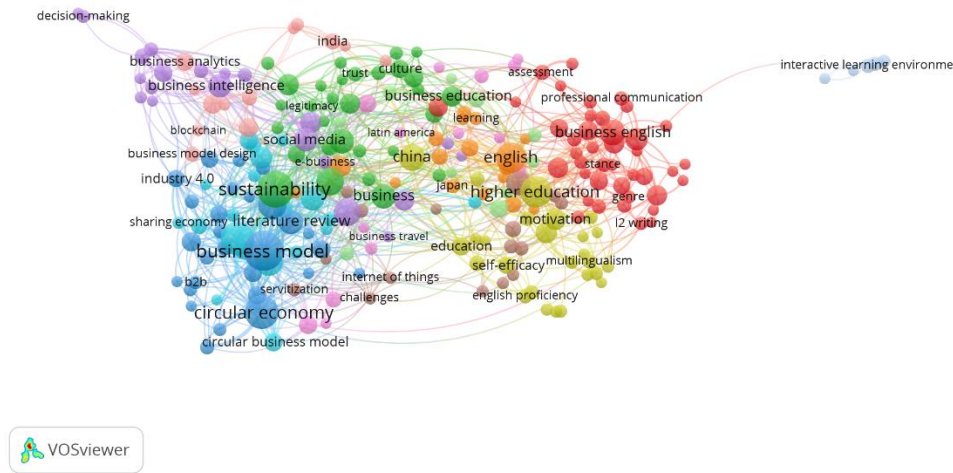 decision-making
india
business analytics
interactive learning environme
trust
culture
assessment
business intelligence
business education
professional communication
legitimacy
learning
blockchain
latin america
business english
social media
business model design
e-business
china
english
stance
industry 4.0
japan
sustainability
business
higher education
genre
sharing economy
literature review
motivation
l2 writing
business travel
business model
education
self-efficacy
multilingualism
b2b
internet of things
servitization
challenges
english proficiency
circular economy
circular business model
VOSviewer